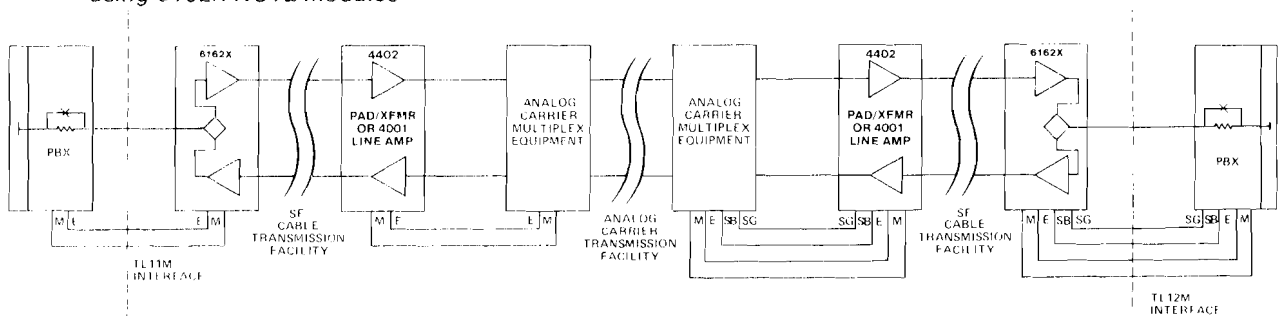 using 6162X NCTE modules
6162X
4402
PAD/XFMR
OR 4001
LINE AMP
ANALOG
CARRIER
MULTIPLEX
EQUIPMENT
ANALOG
CARRIER
MULTIPLEX
EQUIPMENT
4402
PAD/XFMR
OR 4001
LINE AMP
6162X
PBX
PBX
M E
E M
M E
E M
M E SB SG
SG SB E M
M E SB SG
SG SB E M
SF
CABLE
TRANSMISSION
FACILITY
ANALOG
CARRIER
TRANSMISSION
FACILITY
SF
CABLE
TRANSMISSION
FACILITY
TL11M
INTERFACE
TL12M
INTERFACE